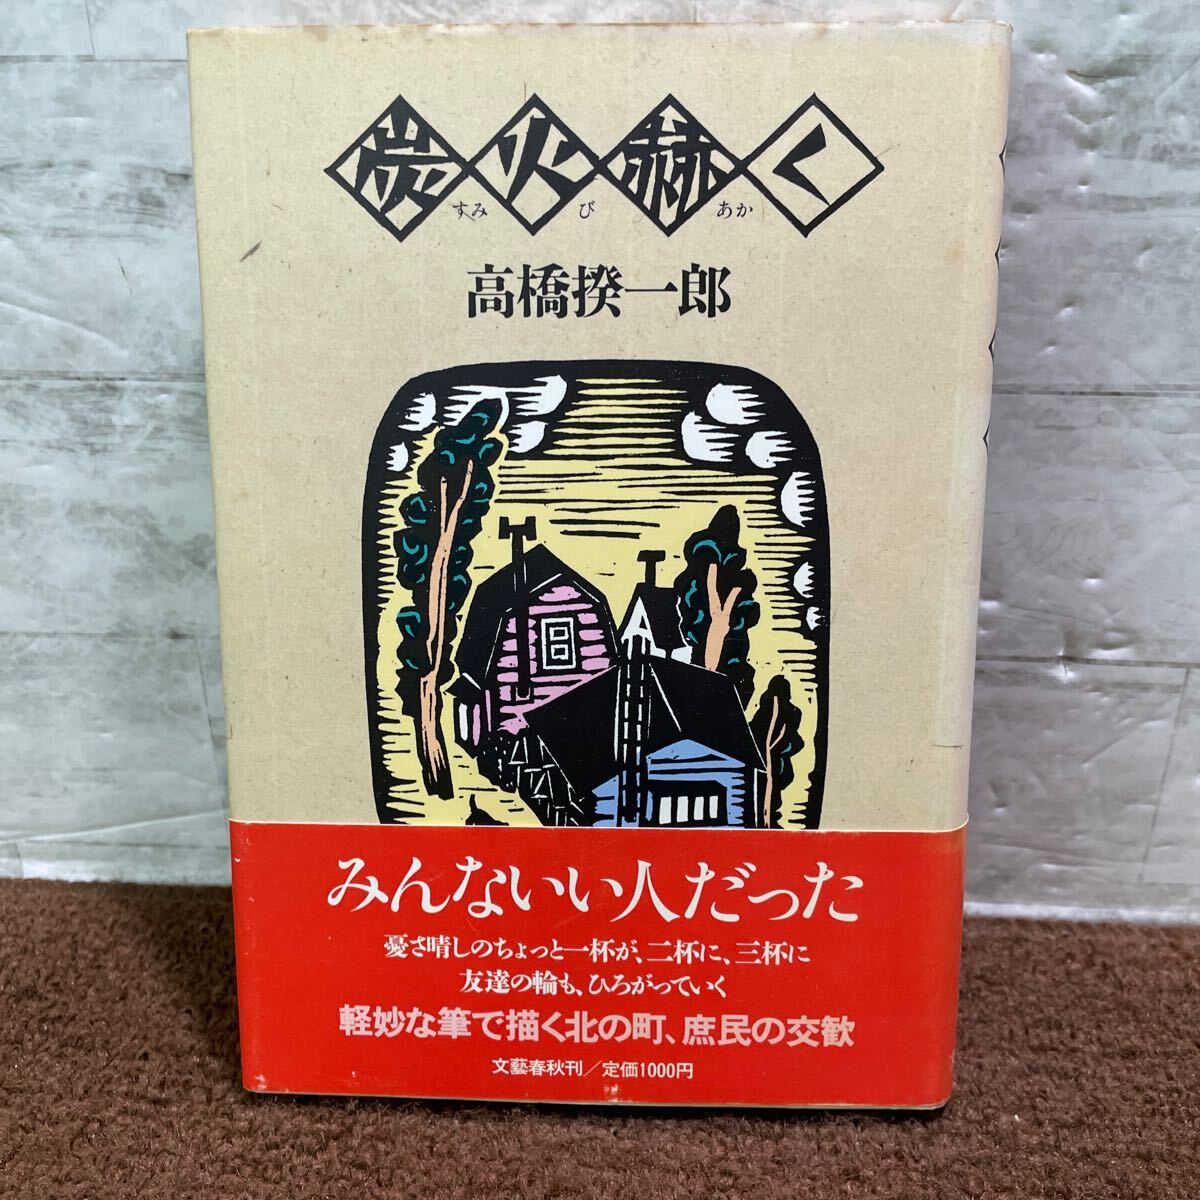 炭火赫く
すみ び あか
高橋揆一郎
みんないい人だった
憂さ晴しのちょっと一杯が、二杯に、三杯に
友達の輪も、ひろがっていく
軽妙な筆で描く北の町、庶民の交歓
文藝春秋刊/定価1000円